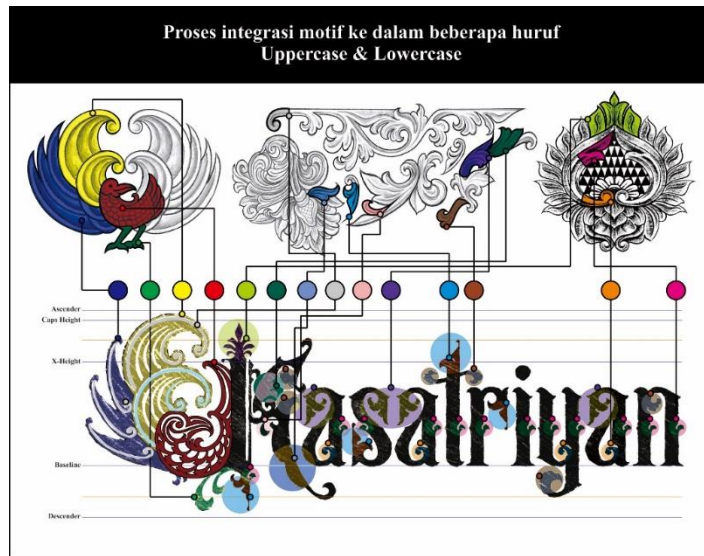 Proses integrasi motif ke dalam beberapa huruf
Uppercase & Lowercase
Ascender
Caps Height
X-Height
Kasatriyan
Baseline
Descender